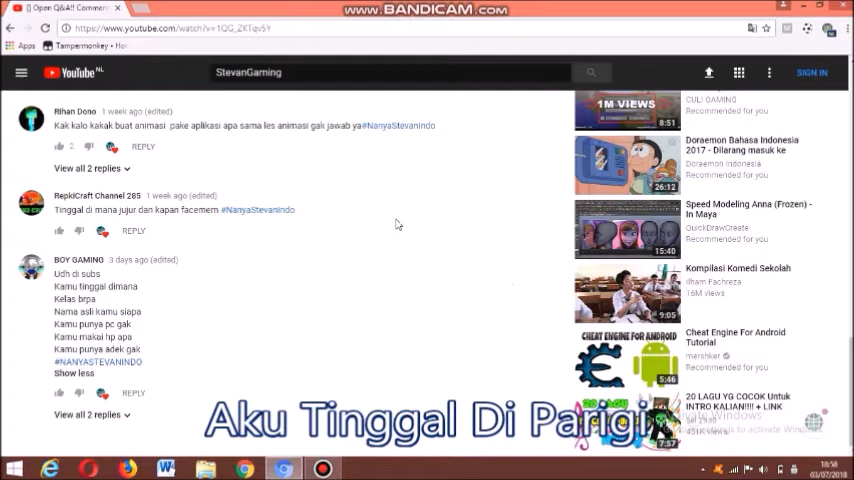 www.BANDICAM.com
[] Open Q&A!! Comment
https://www.youtube.com/watch?v=1QG_ZKTqv5Y
Apps
Tampermonkey • Ho
YouTube NL
StevanGaming
SIGN IN
Rihan Dono 1 week ago (edited)
Kak kalo kakak buat animasi pake aplikasi apa sama les animasi gak jawab ya#NanyaStevanIndo
2 REPLY
View all 2 replies
RepkiCraft Channel 285 1 week ago (edited)
Tinggal di mana jujur dan kapan facemem #NanyaStevanIndo
REPLY
BOY GAMING 3 days ago (edited)
Udh di subs
Kamu tinggal dimana
Kelas brpa
Nama asli kamu siapa
Kamu punya pc gak
Kamu makai hp apa
Kamu punya adek gak
#NANYASTEVANINDO
Show less
REPLY
View all 2 replies
1M VIEWS
8:51
CULI GAMING
Recommended for you
26:12
Doraemon Bahasa Indonesia
2017 - Dilarang masuk ke
Doraemon Indonesia
Recommended for you
15:40
Speed Modeling Anna (Frozen) -
In Maya
QuickDrawCreate
Recommended for you
9:05
Kompilasi Komedi Sekolah
Ilham Fachreza
16M views
CHEAT ENGINE FOR ANDROID
5:46
Cheat Engine For Android
Tutorial
mershker
Recommended for you
20 LAGU
7:57
20 LAGU YG COCOK Untuk
INTRO KALIAN!!!! + LINK
Aku Tinggal Di Parigi
18:58
03/07/2018